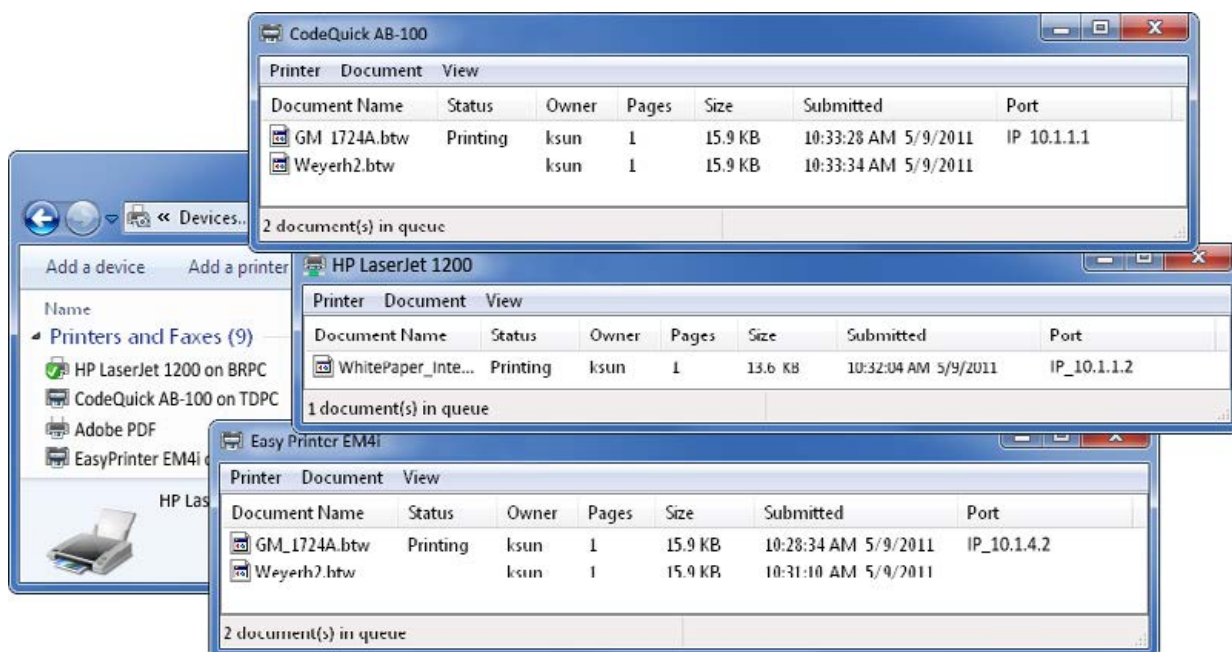 CodeQuick AB-100
Printer Document View
Document Name Status Owner Pages Size Submitted Port
GM_1724A.btw Printing ksun 1 15.9 KB 10:33:28 AM 5/9/2011 IP_10.1.1.1
Weyerh2.btw ksun 1 15.9 KB 10:33:34 AM 5/9/2011
2 document(s) in queue
« Devices...
Add a device Add a printer
Name
Printers and Faxes (9)
HP LaserJet 1200 on BRPC
CodeQuick AB-100 on TDPC
Adobe PDF
EasyPrinter EM4i
HP Las
HP LaserJet 1200
Printer Document View
Document Name Status Owner Pages Size Submitted Port
WhitePaper_Inte... Printing ksun 1 13.6 KB 10:32:04 AM 5/9/2011 IP_10.1.1.2
1 document(s) in queue
Easy Printer EM4i
Printer Document View
Document Name Status Owner Pages Size Submitted Port
GM_1724A.btw Printing ksun 1 15.9 KB 10:28:34 AM 5/9/2011 IP_10.1.4.2
Weyerh2.btw ksun 1 15.9 KB 10:31:10 AM 5/9/2011
2 document(s) in queue